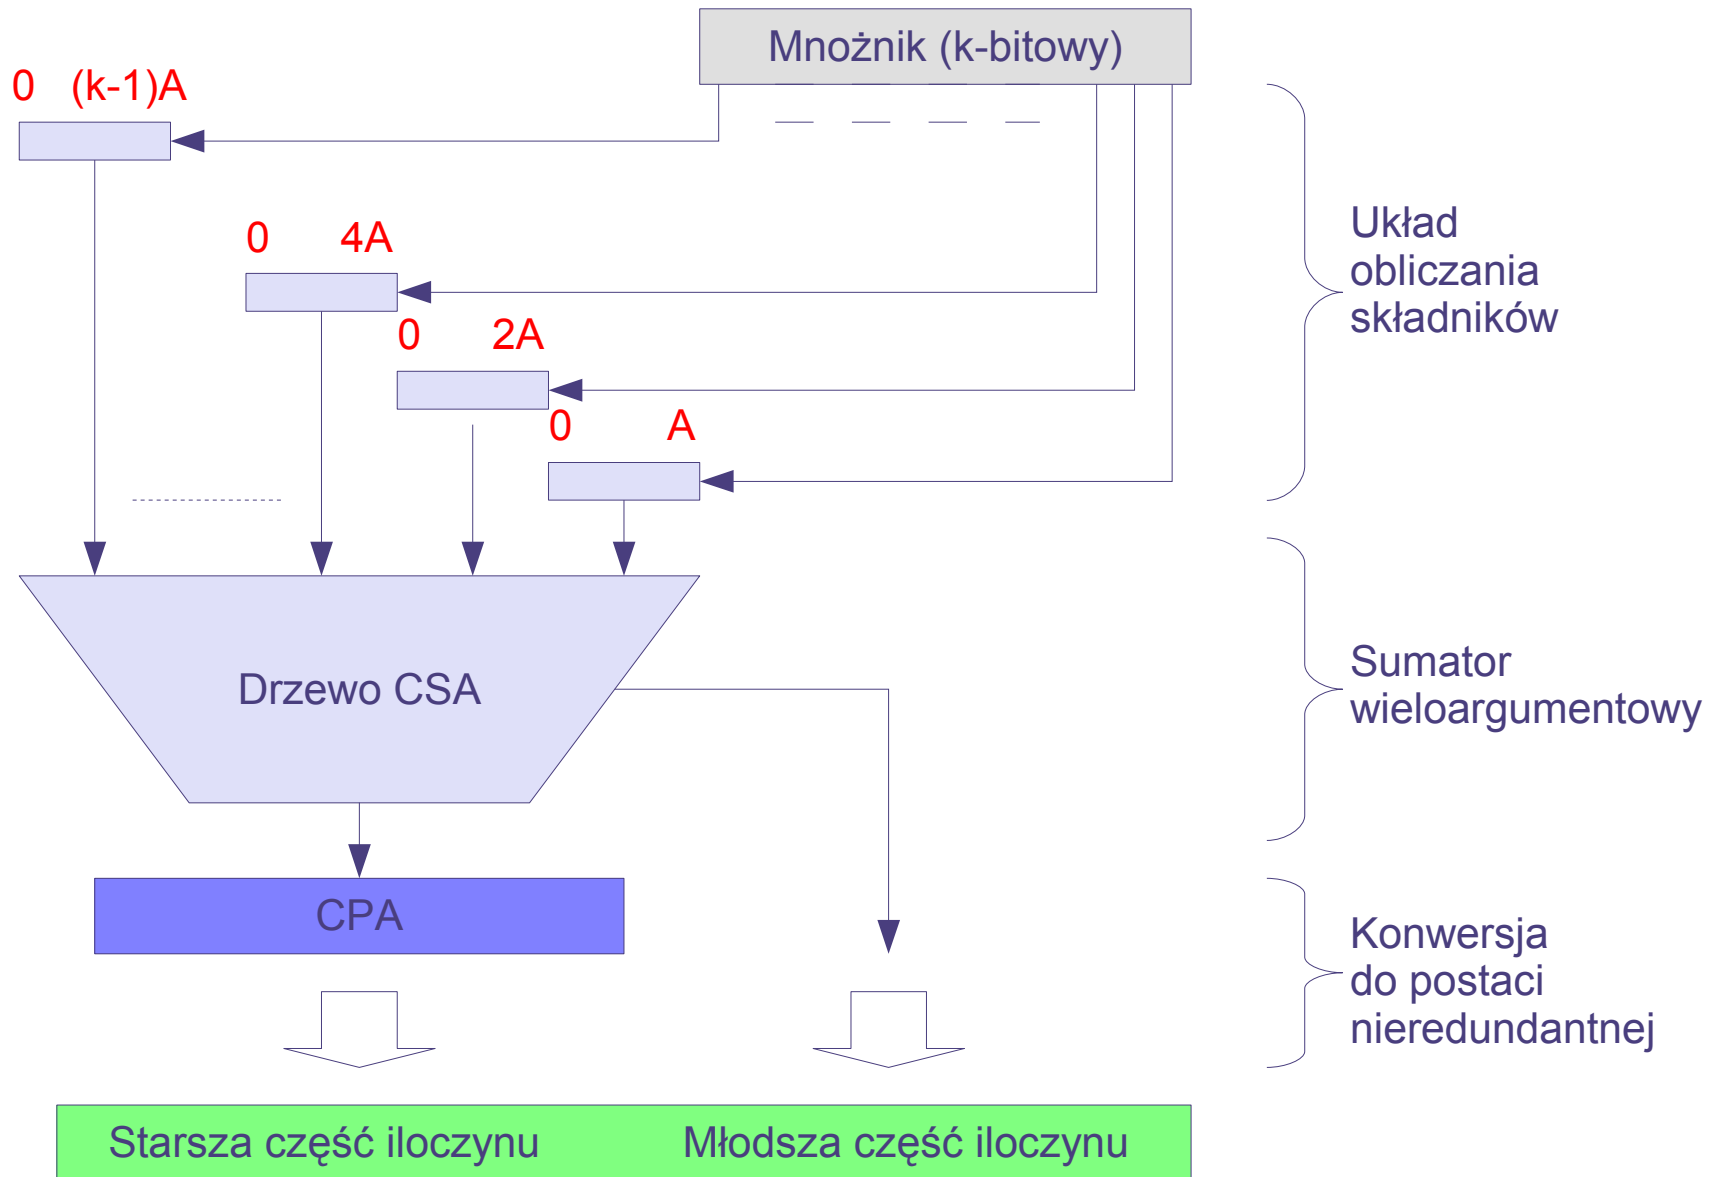 Mnożnik (k-bitowy)
0 (k-1)A
0 4A
0 2A
0 A
Układ
obliczania
składników
Drzewo CSA
Sumator
wieloargumentowy
CPA
Konwersja
do postaci
nieredundantnej
Starsza część iloczynu
Młodsza część iloczynu